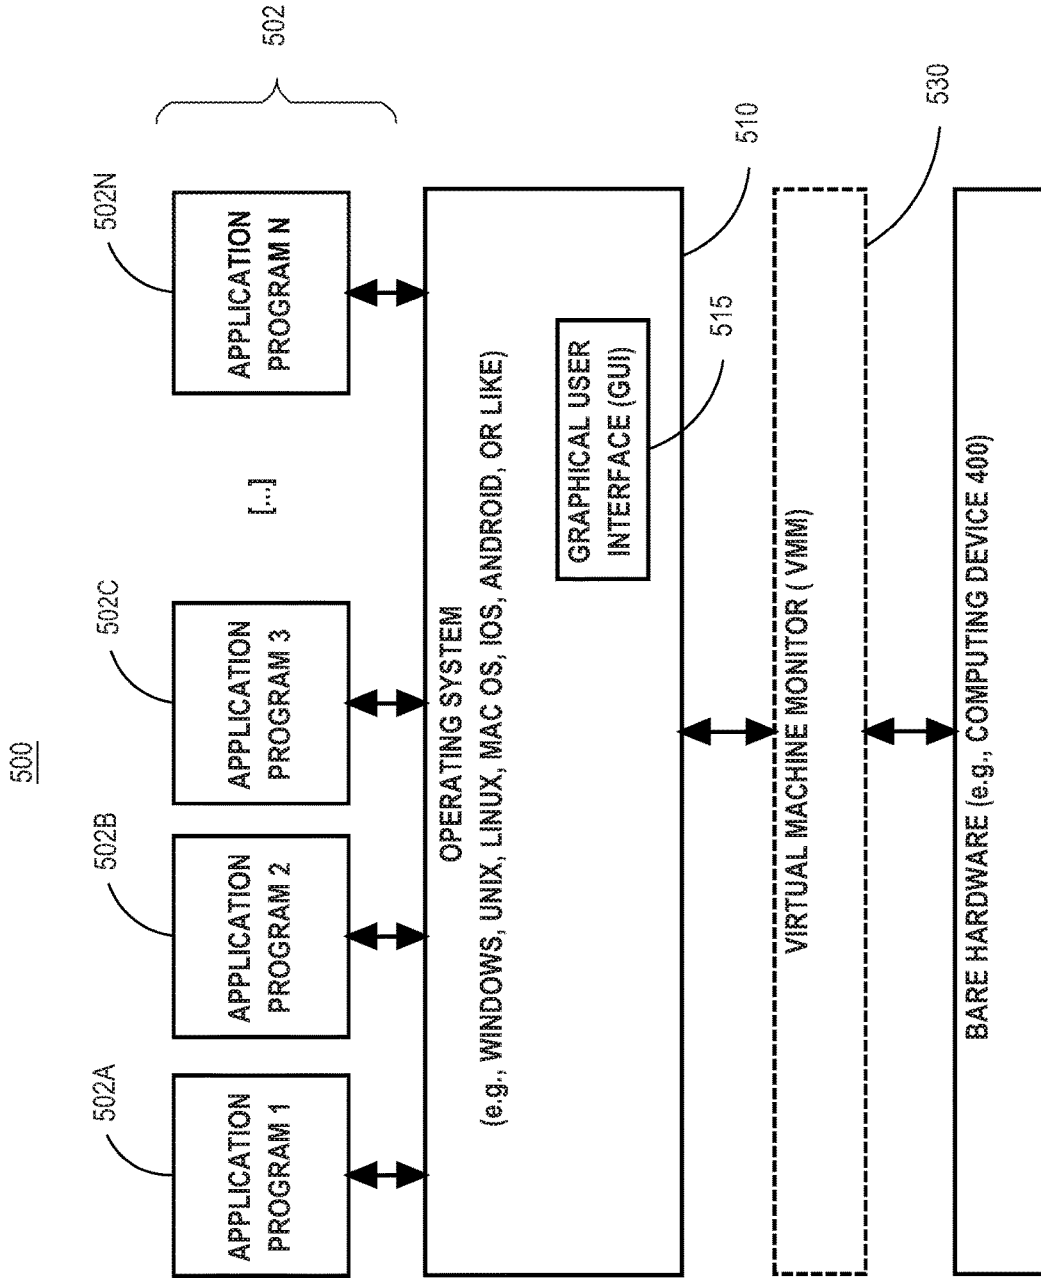 500
502A
502B
502C
502N
502
APPLICATION
PROGRAM 1
APPLICATION
PROGRAM 2
APPLICATION
PROGRAM 3
[...]
APPLICATION
PROGRAM N
OPERATING SYSTEM
(e.g., WINDOWS, UNIX, LINUX, MAC OS, IOS, ANDROID, OR LIKE)
GRAPHICAL USER
INTERFACE (GUI)
515
510
VIRTUAL MACHINE MONITOR ( VMM)
530
BARE HARDWARE (e.g., COMPUTING DEVICE 400)